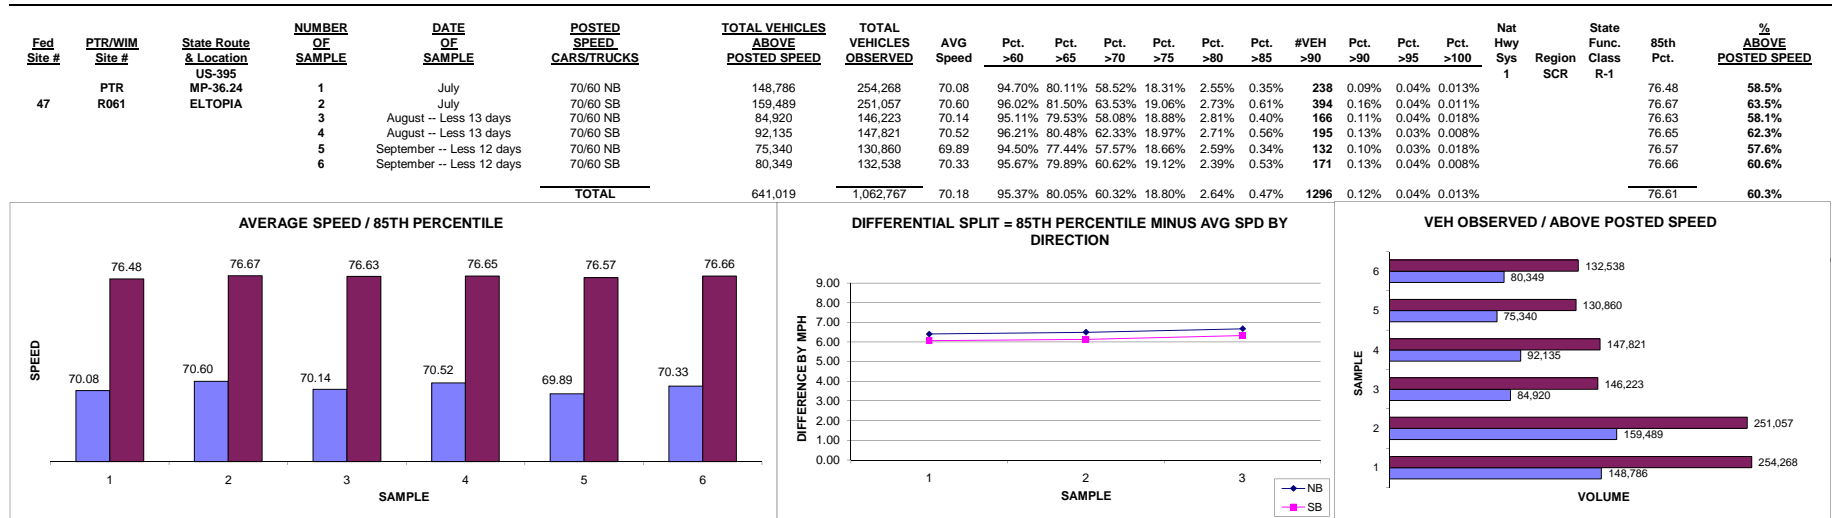 NUMBER DATE POSTED TOTAL VEHICLES TOTAL Nat State %
Fed PTR/WIM State Route OF OF SPEED ABOVE VEHICLES AVG Pct. Pct. Pct. Pct. Pct. Pct. #VEH Pct. Pct. Pct. Hwy Func. 85th ABOVE
Site # Site # & Location SAMPLE SAMPLE CARS/TRUCKS POSTED SPEED OBSERVED Speed >60 >65 >70 >75 >80 >85 >90 >90 >95 >100 Sys Region Class Pct. POSTED SPEED
US-395 1 SCR R-1
PTR MP-36.24 1 July 70/60 NB 148,786 254,268 70.08 94.70% 80.11% 58.52% 18.31% 2.55% 0.35% 238 0.09% 0.04% 0.013% 76.48 58.5%
47 R061 ELTOPIA 2 July 70/60 SB 159,489 251,057 70.60 96.02% 81.50% 63.53% 19.06% 2.73% 0.61% 394 0.16% 0.04% 0.011% 76.67 63.5%
3 August -- Less 13 days 70/60 NB 84,920 146,223 70.14 95.11% 79.53% 58.08% 18.88% 2.81% 0.40% 166 0.11% 0.04% 0.018% 76.63 58.1%
4 August -- Less 13 days 70/60 SB 92,135 147,821 70.52 96.21% 80.48% 62.33% 18.97% 2.71% 0.56% 195 0.13% 0.03% 0.008% 76.65 62.3%
5 September -- Less 12 days 70/60 NB 75,340 130,860 69.89 94.50% 77.44% 57.57% 18.66% 2.59% 0.34% 132 0.10% 0.03% 0.018% 76.57 57.6%
6 September -- Less 12 days 70/60 SB 80,349 132,538 70.33 95.67% 79.89% 60.62% 19.12% 2.39% 0.53% 171 0.13% 0.04% 0.008% 76.66 60.6%
TOTAL 641,019 1,062,767 70.18 95.37% 80.05% 60.32% 18.80% 2.64% 0.47% 1296 0.12% 0.04% 0.013% 76.61 60.3%
AVERAGE SPEED / 85TH PERCENTILE
76.48 76.67 76.63 76.65 76.57 76.66
70.08 70.60 70.14 70.52 69.89 70.33
SPEED
1 2 3 4 5 6
SAMPLE
DIFFERENTIAL SPLIT = 85TH PERCENTILE MINUS AVG SPD BY
DIRECTION
DIFFERENCE BY MPH
9.00
8.00
7.00
6.00
5.00
4.00
3.00
2.00
1.00
0.00
1 2 3
SAMPLE
NB
SB
VEH OBSERVED / ABOVE POSTED SPEED
SAMPLE
132,538
6
80,349
130,860
5
75,340
147,821
4
92,135
146,223
3
84,920
251,057
2
159,489
254,268
1
148,786
VOLUME